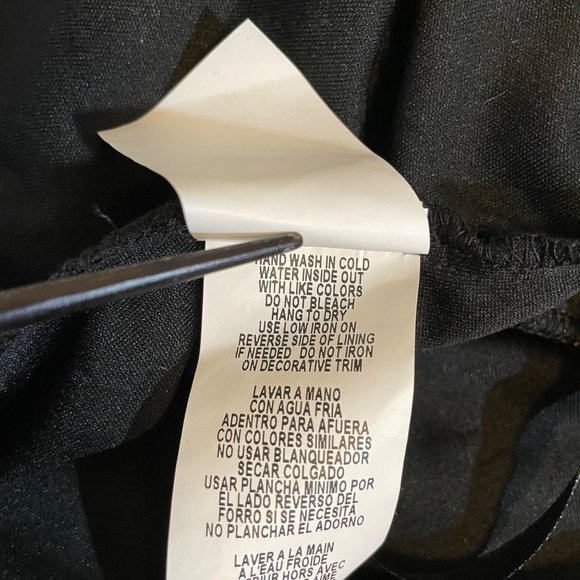 HAND WASH IN COLD
WATER INSIDE OUT
WITH LIKE COLORS
DO NOT BLEACH
HANG TO DRY
USE LOW IRON ON
REVERSE SIDE OF LINING
IF NEEDED DO NOT IRON
ON DECORATIVE TRIM
LAVAR A MANO
CON AGUA FRIA
ADENTRO PARA AFUERA
CON COLORES SIMILARES
NO USAR BLANQUEADOR
SECAR COLGADO
USAR PLANCHA MINIMO POR
EL LADO REVERSO DEL
FORRO SI SE NECESITA
NO PLANCHAR EL ADORNO
LAVER A LA MAIN
A L'EAU FROIDE
HORS AVEC